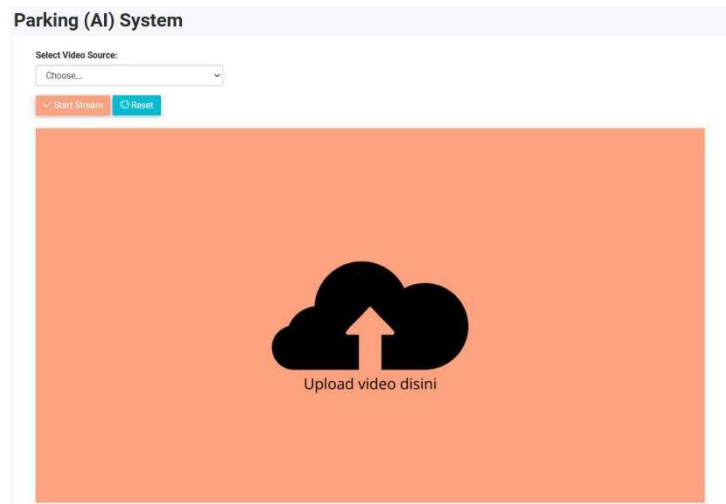 Parking (AI) System
Select Video Source:
Choose...
Start Stream
Reset
Upload video disini